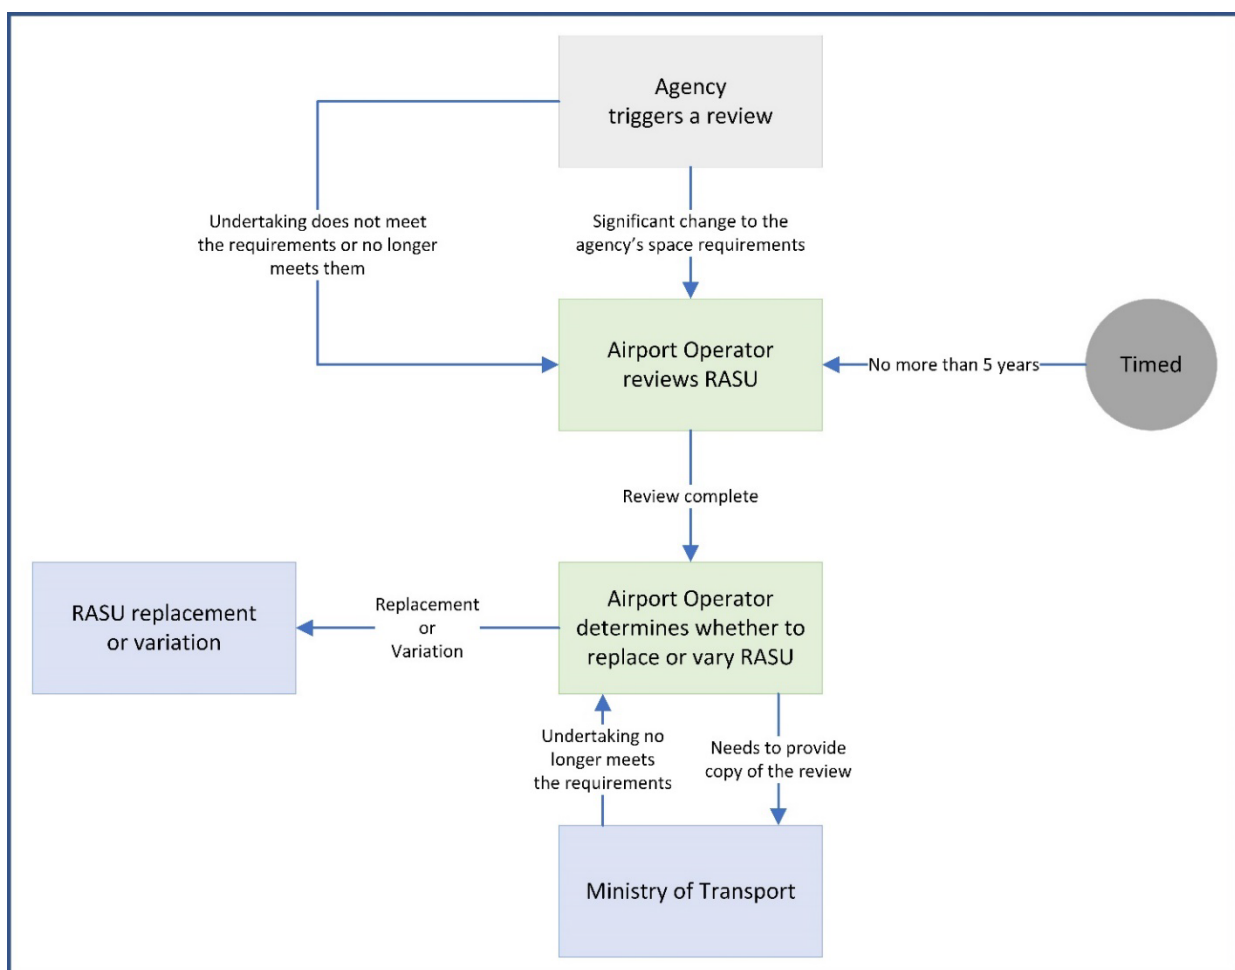 Agency
triggers a review
Undertaking does not meet
the requirements or no longer
meets them
Significant change to the
agency’s space requirements
Airport Operator
reviews RASU
No more than 5 years
Timed
Review complete
RASU replacement
or variation
Replacement
or
Variation
Airport Operator
determines whether to
replace or vary RASU
Undertaking no
longer meets
the requirements
Needs to provide
copy of the review
Ministry of Transport